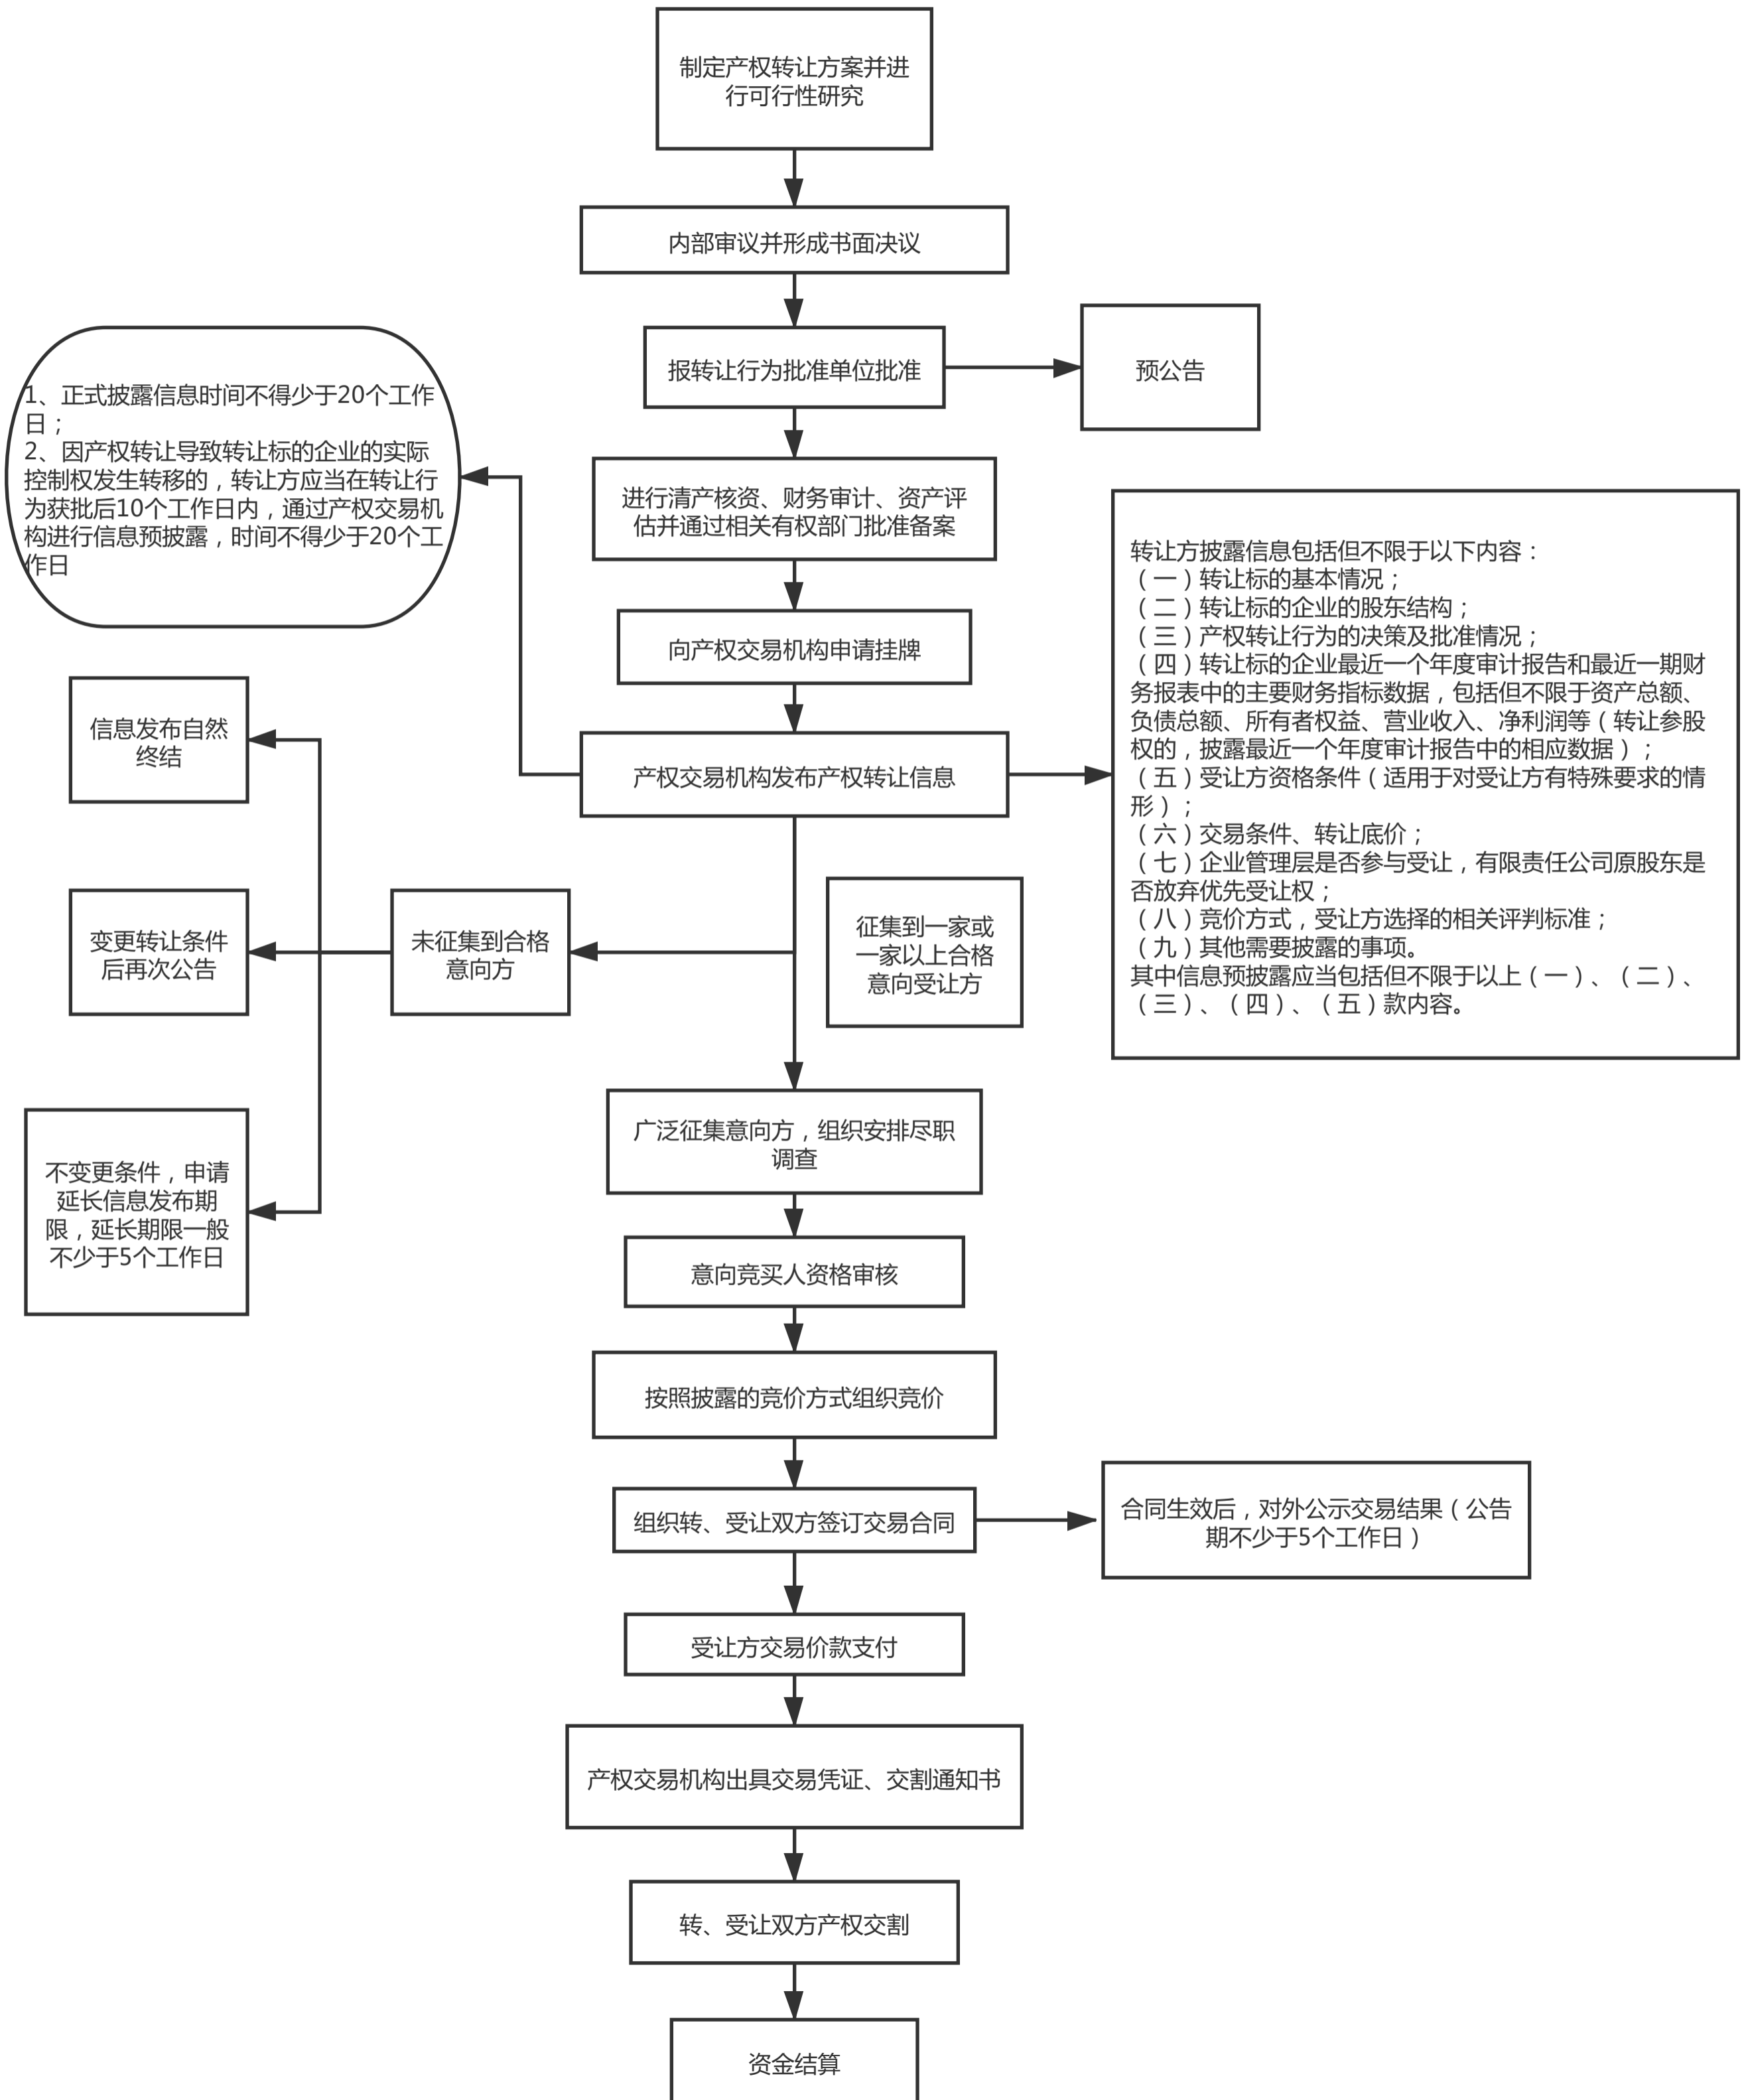 制定产权转让方案并进
行可行性研究
内部审议并形成书面决议
报转让行为批准单位批准
预公告
1、正式披露信息时间不得少于20个工作
日；
2、因产权转让导致转让标的企业的实际
控制权发生转移的，转让方应当在转让行
为获批后10个工作日内，通过产权交易机
构进行信息预披露，时间不得少于20个工
作日
进行清产核资、财务审计、资产评
估并通过相关有权部门批准备案
向产权交易机构申请挂牌
产权交易机构发布产权转让信息
转让方披露信息包括但不限于以下内容：
（一）转让标的基本情况；
（二）转让标的企业的股东结构；
（三）产权转让行为的决策及批准情况；
（四）转让标的企业最近一个年度审计报告和最近一期财
务报表中的主要财务指标数据，包括但不限于资产总额、
负债总额、所有者权益、营业收入、净利润等（转让参股
权的，披露最近一个年度审计报告中的相应数据）；
（五）受让方资格条件（适用于对受让方有特殊要求的情
形）；
（六）交易条件、转让底价；
（七）企业管理层是否参与受让，有限责任公司原股东是
否放弃优先受让权；
（八）竞价方式，受让方选择的相关评判标准；
（九）其他需要披露的事项。
其中信息预披露应当包括但不限于以上（一）、（二）、
（三）、（四）、（五）款内容。
信息发布自然
终结
变更转让条件
后再次公告
未征集到合格
意向方
征集到一家或
一家以上合格
意向受让方
不变更条件，申请
延长信息发布期
限，延长期限一般
不少于5个工作日
广泛征集意向方，组织安排尽职
调查
意向竞买人资格审核
按照披露的竞价方式组织竞价
组织转、受让双方签订交易合同
合同生效后，对外公示交易结果（公告
期不少于5个工作日）
受让方交易价款支付
产权交易机构出具交易凭证、交割通知书
转、受让双方产权交割
资金结算